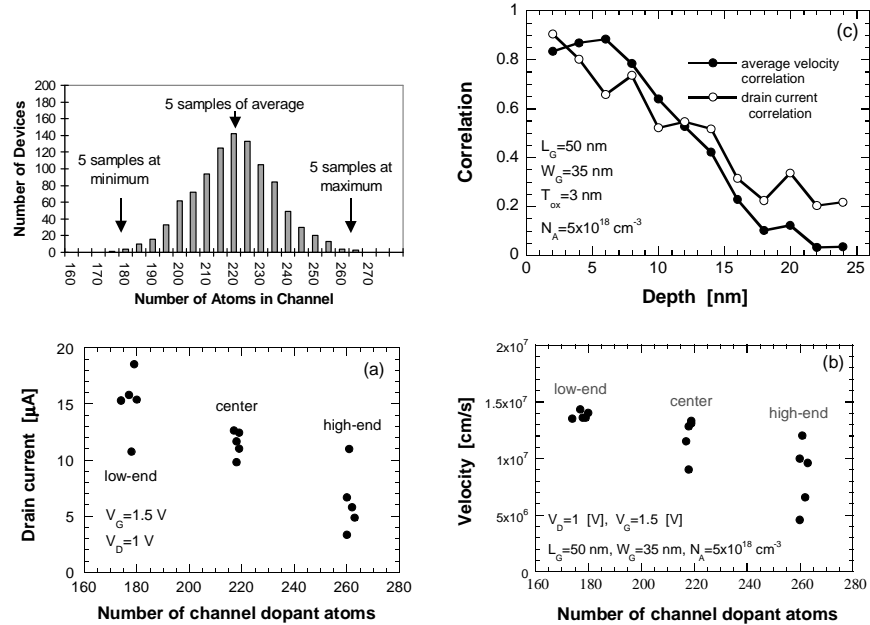 200
180
160
140
120
100
80
60
40
20
0
Number of Devices
5 samples of average
5 samples at
minimum
5 samples at
maximum
160
170
180
190
200
210
220
230
240
250
260
270
Number of Atoms in Channel
(c)
1
0.8
0.6
0.4
0.2
0
Correlation
average velocity
correlation
drain current
correlation
L_G=50 nm
W_G=35 nm
T_ox=3 nm
N_A=5x10^18 cm^-3
0 5 10 15 20 25
Depth [nm]
(a)
20
15
10
5
0
Drain current [µA]
low-end
center
high-end
V_G=1.5 V
V_D=1 V
160 180 200 220 240 260 280
Number of channel dopant atoms
(b)
2x10^7
1.5x10^7
1x10^7
5x10^6
0
Velocity [cm/s]
low-end
center
high-end
V_D=1 [V], V_G=1.5 [V]
L_G=50 nm, W_G=35 nm, N_A=5x10^18 cm^-3
160 180 200 220 240 260 280
Number of channel dopant atoms